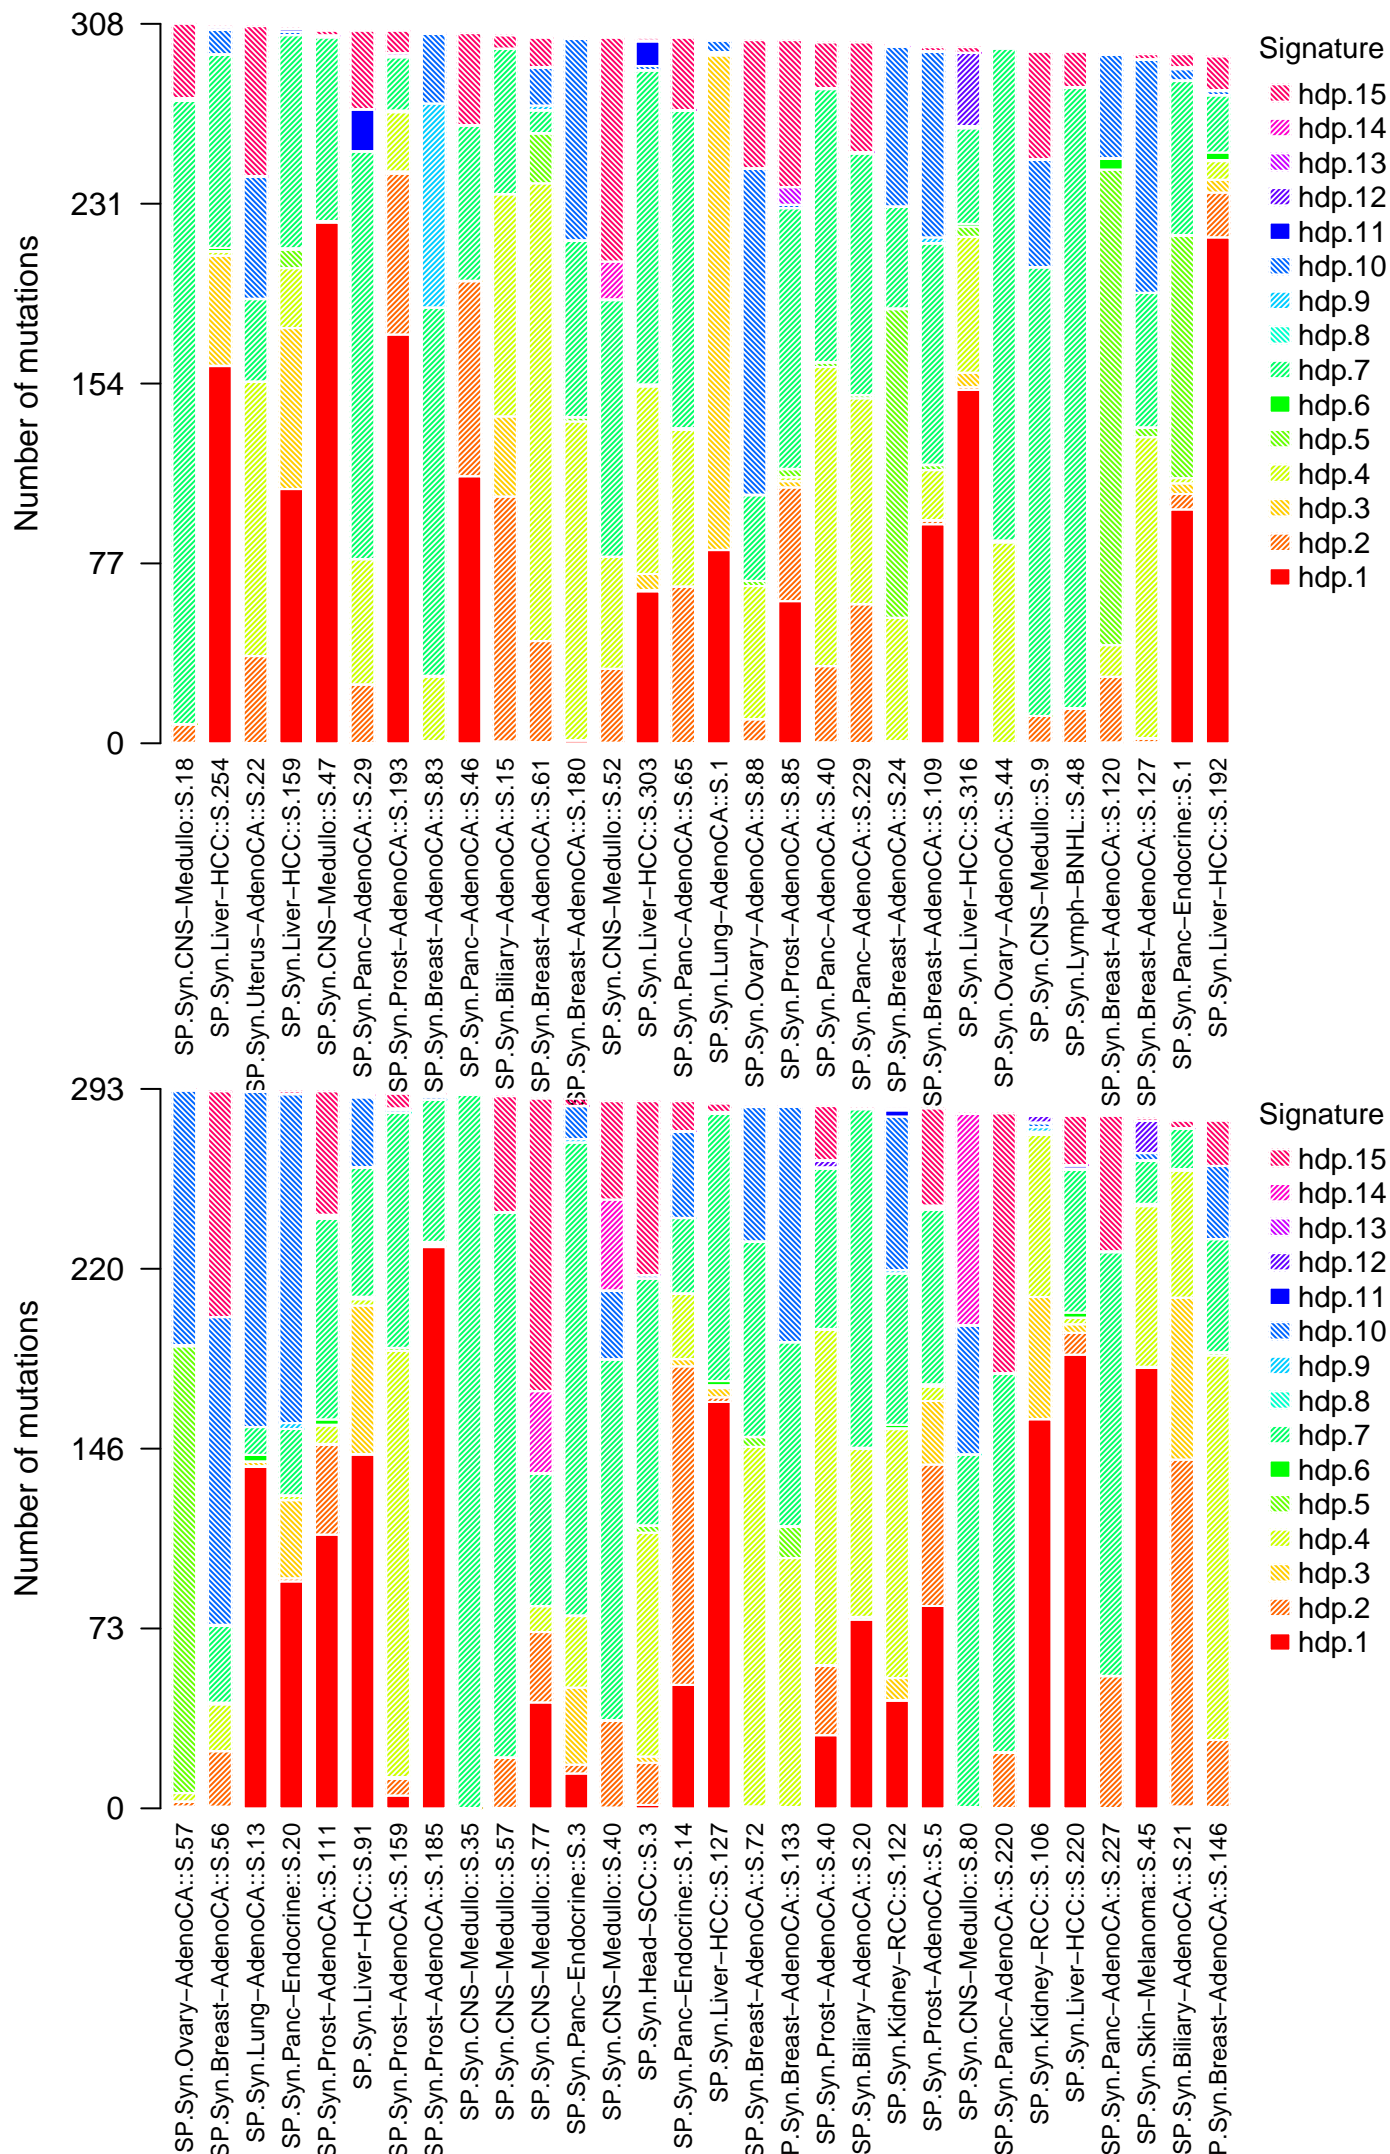 Number of mutations
308
231
154
77
0
SP.Syn.CNS−Medullo::S.18
SP.Syn.Liver−HCC::S.254
SP.Syn.Uterus−AdenoCA::S.22
SP.Syn.Liver−HCC::S.159
SP.Syn.CNS−Medullo::S.47
SP.Syn.Panc−AdenoCA::S.29
SP.Syn.Prost−AdenoCA::S.193
SP.Syn.Breast−AdenoCA::S.83
SP.Syn.Panc−AdenoCA::S.46
SP.Syn.Biliary−AdenoCA::S.15
SP.Syn.Breast−AdenoCA::S.61
SP.Syn.Breast−AdenoCA::S.180
SP.Syn.CNS−Medullo::S.52
SP.Syn.Liver−HCC::S.303
SP.Syn.Panc−AdenoCA::S.65
SP.Syn.Lung−AdenoCA::S.1
SP.Syn.Ovary−AdenoCA::S.88
SP.Syn.Prost−AdenoCA::S.85
SP.Syn.Panc−AdenoCA::S.40
SP.Syn.Panc−AdenoCA::S.229
SP.Syn.Breast−AdenoCA::S.24
SP.Syn.Breast−AdenoCA::S.109
SP.Syn.Liver−HCC::S.316
SP.Syn.Ovary−AdenoCA::S.44
SP.Syn.CNS−Medullo::S.9
SP.Syn.Lymph−BNHL::S.48
SP.Syn.Breast−AdenoCA::S.120
SP.Syn.Breast−AdenoCA::S.127
SP.Syn.Panc−Endocrine::S.1
SP.Syn.Liver−HCC::S.192
Signature
hdp.15
hdp.14
hdp.13
hdp.12
hdp.11
hdp.10
hdp.9
hdp.8
hdp.7
hdp.6
hdp.5
hdp.4
hdp.3
hdp.2
hdp.1
Number of mutations
293
220
146
73
0
SP.Syn.Ovary−AdenoCA::S.57
SP.Syn.Breast−AdenoCA::S.56
SP.Syn.Lung−AdenoCA::S.13
SP.Syn.Panc−Endocrine::S.20
SP.Syn.Prost−AdenoCA::S.111
SP.Syn.Liver−HCC::S.91
SP.Syn.Prost−AdenoCA::S.159
SP.Syn.Prost−AdenoCA::S.185
SP.Syn.CNS−Medullo::S.35
SP.Syn.CNS−Medullo::S.57
SP.Syn.CNS−Medullo::S.77
SP.Syn.Panc−Endocrine::S.3
SP.Syn.CNS−Medullo::S.40
SP.Syn.Head−SCC::S.3
SP.Syn.Panc−Endocrine::S.14
SP.Syn.Liver−HCC::S.127
SP.Syn.Breast−AdenoCA::S.72
P.Syn.Breast−AdenoCA::S.133
SP.Syn.Prost−AdenoCA::S.40
SP.Syn.Biliary−AdenoCA::S.20
SP.Syn.Kidney−RCC::S.122
SP.Syn.Prost−AdenoCA::S.5
SP.Syn.CNS−Medullo::S.80
SP.Syn.Panc−AdenoCA::S.220
SP.Syn.Kidney−RCC::S.106
SP.Syn.Liver−HCC::S.220
SP.Syn.Panc−AdenoCA::S.227
SP.Syn.Skin−Melanoma::S.45
SP.Syn.Biliary−AdenoCA::S.21
P.Syn.Breast−AdenoCA::S.146
Signature
hdp.15
hdp.14
hdp.13
hdp.12
hdp.11
hdp.10
hdp.9
hdp.8
hdp.7
hdp.6
hdp.5
hdp.4
hdp.3
hdp.2
hdp.1